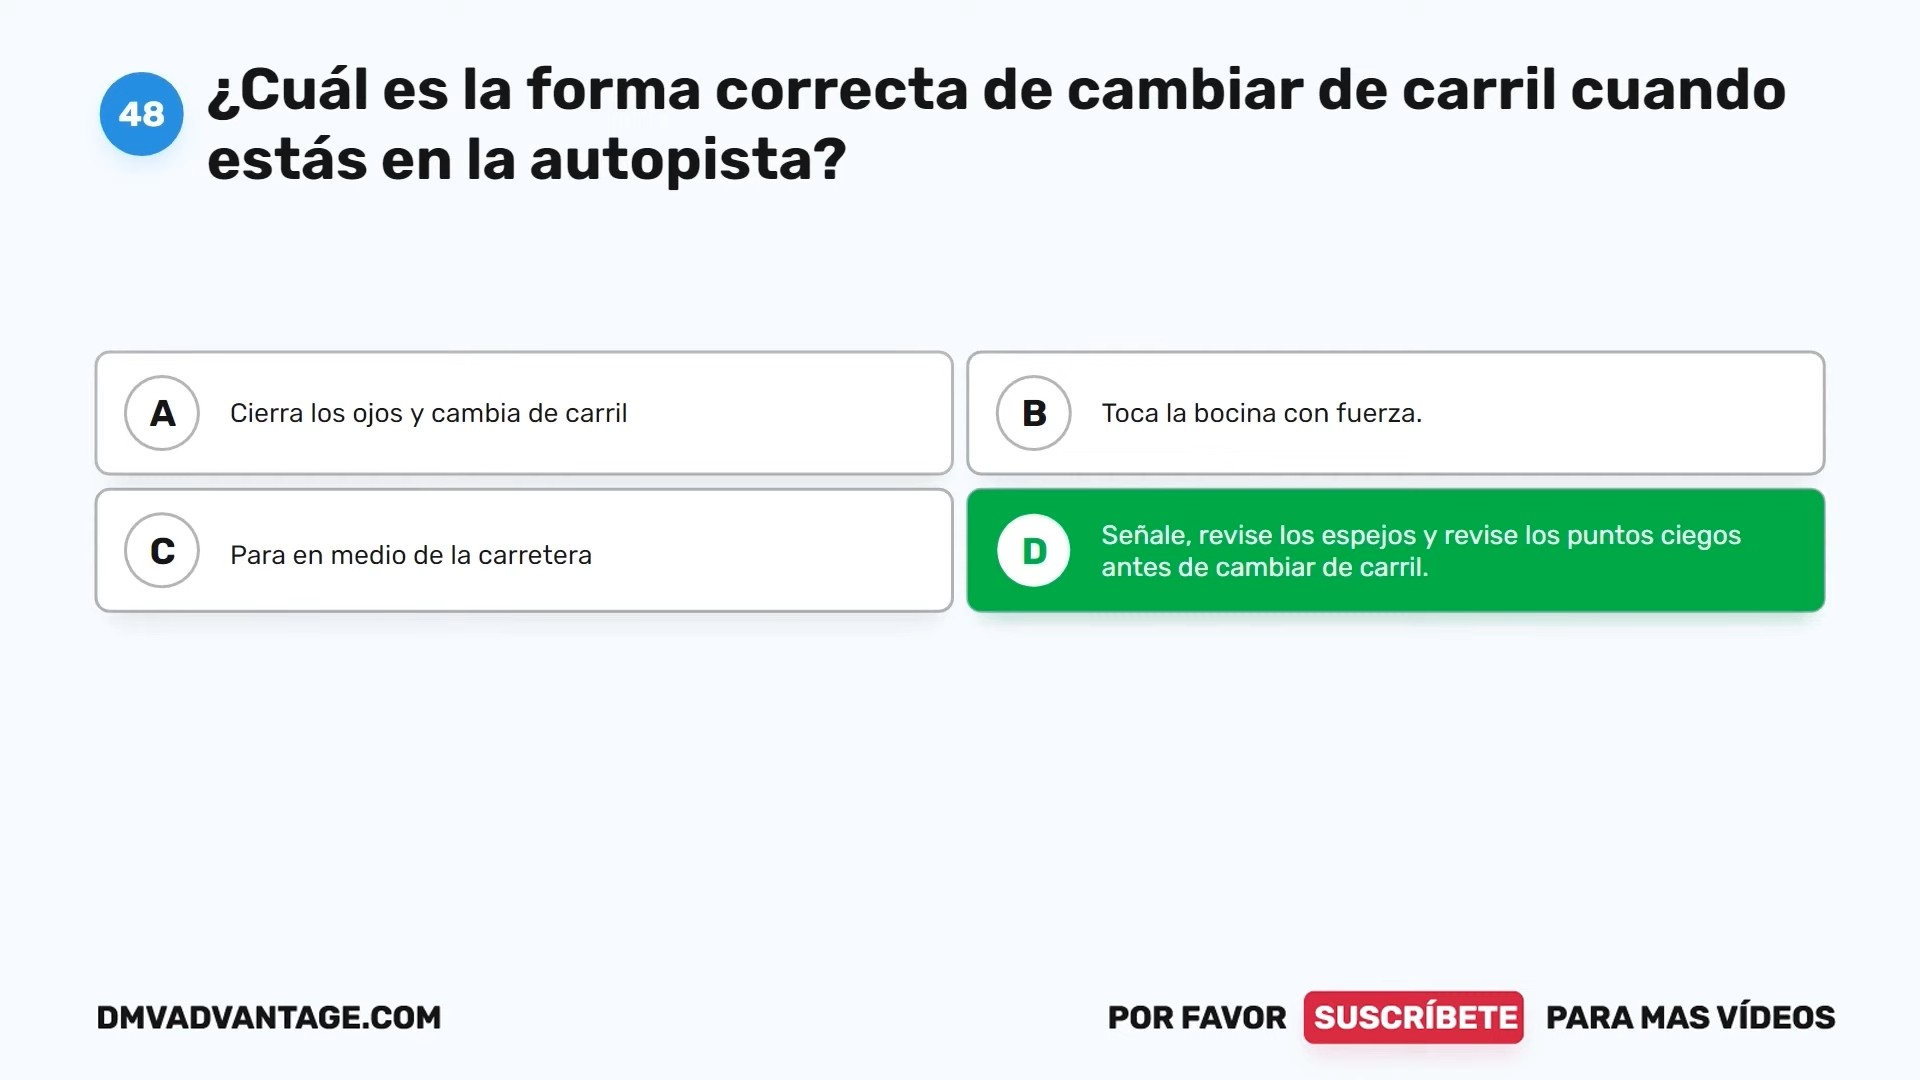 48
¿Cuál es la forma correcta de cambiar de carril cuando
estás en la autopista?
A
Cierra los ojos y cambia de carril
B
Toca la bocina con fuerza.
C
Para en medio de la carretera
D
Señale, revise los espejos y revise los puntos ciegos
antes de cambiar de carril.
DMVADVANTAGE.COM
POR FAVOR SUSCRÍBETE PARA MAS VÍDEOS